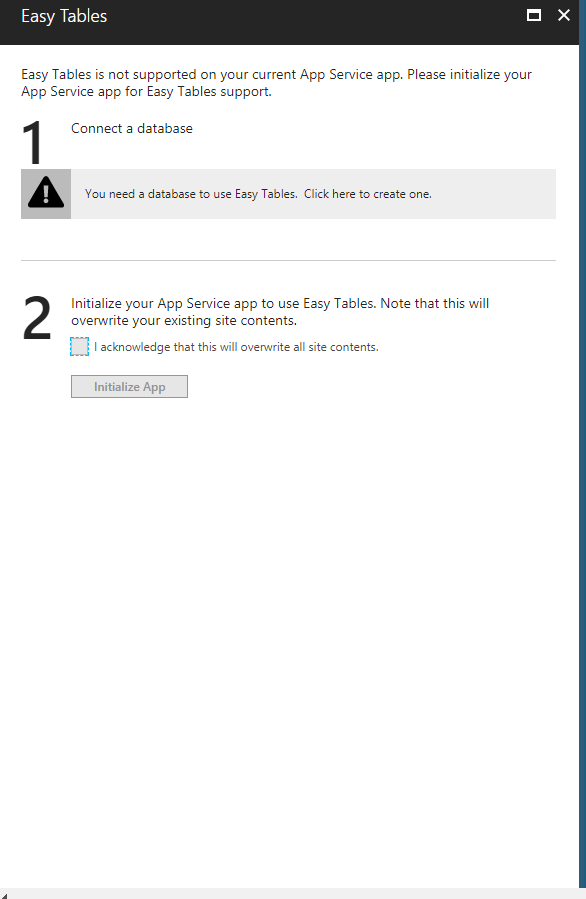 Easy Tables
Easy Tables is not supported on your current App Service app. Please initialize your
App Service app for Easy Tables support.
1
Connect a database
You need a database to use Easy Tables.  Click here to create one.
2
Initialize your App Service app to use Easy Tables. Note that this will
overwrite your existing site contents.
I acknowledge that this will overwrite all site contents.
Initialize App